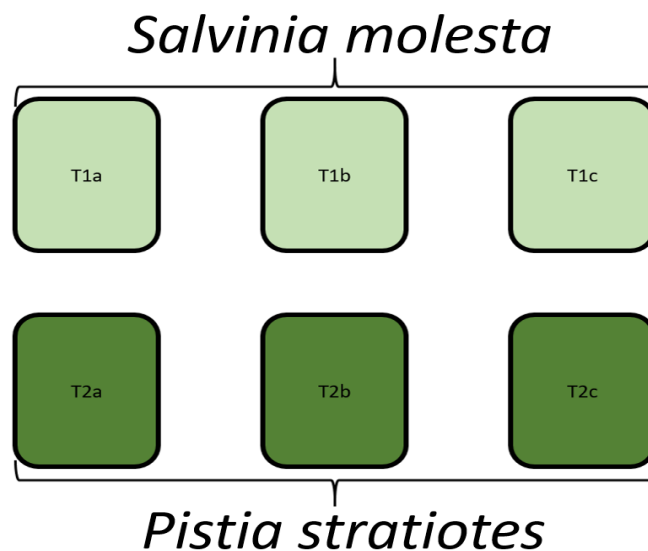 Salvinia molesta
T1a T1b T1c
T2a T2b T2c
Pistia stratiotes